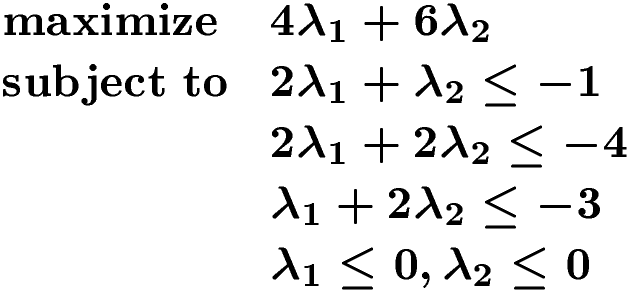 maximize 4λ₁ + 6λ₂
subject to 2λ₁ + λ₂ ≤ −1
2λ₁ + 2λ₂ ≤ −4
λ₁ + 2λ₂ ≤ −3
λ₁ ≤ 0, λ₂ ≤ 0